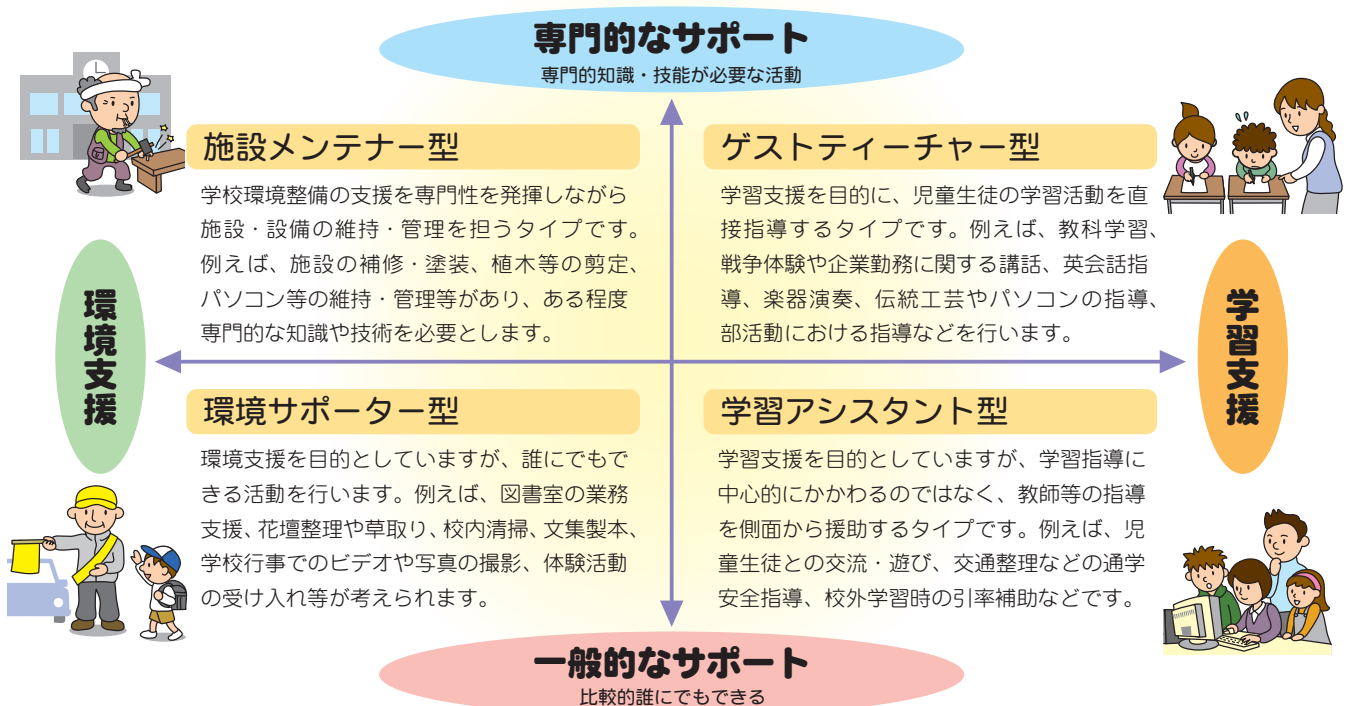 専門的なサポート
専門的知識・技能が必要な活動
施設メンテナー型
学校環境整備の支援を専門性を発揮しながら
施設・設備の維持・管理を担うタイプです。
例えば、施設の補修・塗装、植木等の剪定、
パソコン等の維持・管理等があり、ある程度
専門的な知識や技術を必要とします。
ゲストティーチャー型
学習支援を目的に、児童生徒の学習活動を直
接指導するタイプです。例えば、教科学習、
戦争体験や企業勤務に関する講話、英会話指
導、楽器演奏、伝統工芸やパソコンの指導、
部活動における指導などを行います。
環境支援
学習支援
環境サポーター型
環境支援を目的としていますが、誰にでもで
きる活動を行います。例えば、図書室の業務
支援、花壇整理や草取り、校内清掃、文集製本、
学校行事でのビデオや写真の撮影、体験活動
の受け入れ等が考えられます。
学習アシスタント型
学習支援を目的としていますが、学習指導に
中心的にかかわるのではなく、教師等の指導
を側面から援助するタイプです。例えば、児
童生徒との交流・遊び、交通整理などの通学
安全指導、校外学習時の引率補助などです。
一般的なサポート
比較的誰にでもできる